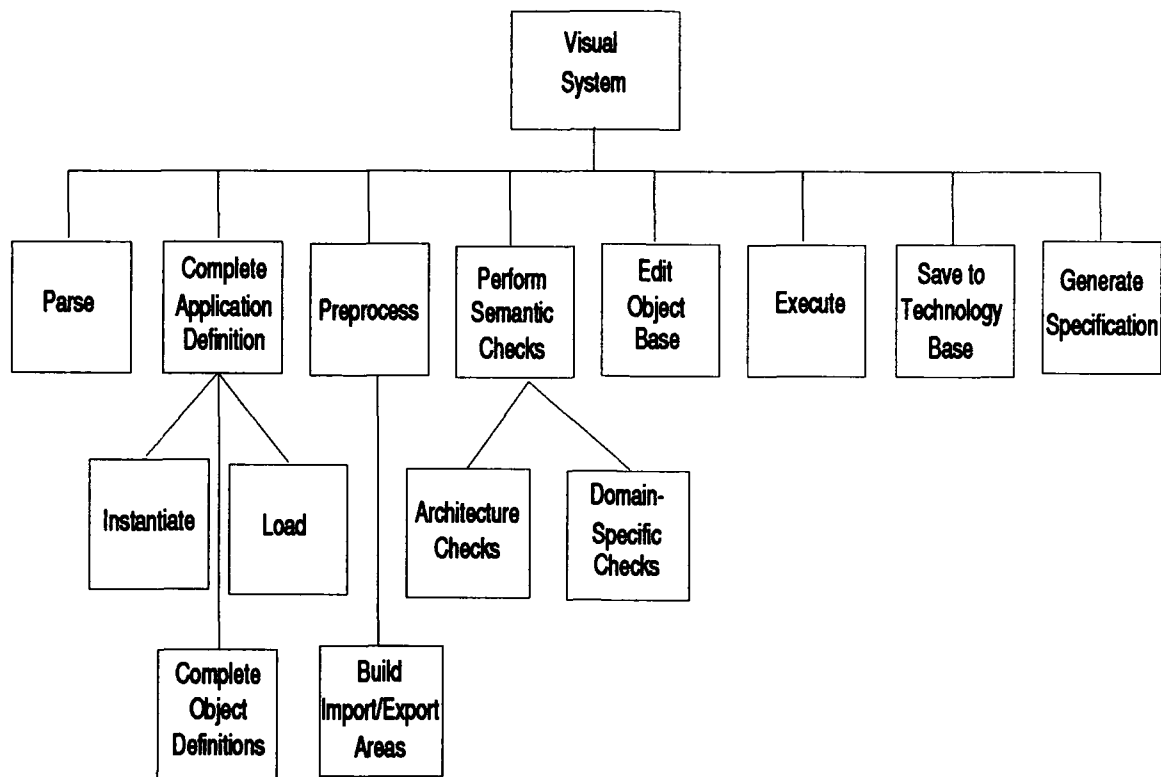 Visual
System
Parse
Complete
Application
Definition
Preprocess
Perform
Semantic
Checks
Edit
Object
Base
Execute
Save to
Technology
Base
Generate
Specification
Instantiate
Load
Architecture
Checks
Domain-
Specific
Checks
Complete
Object
Definitions
Build
Import/Export
Areas